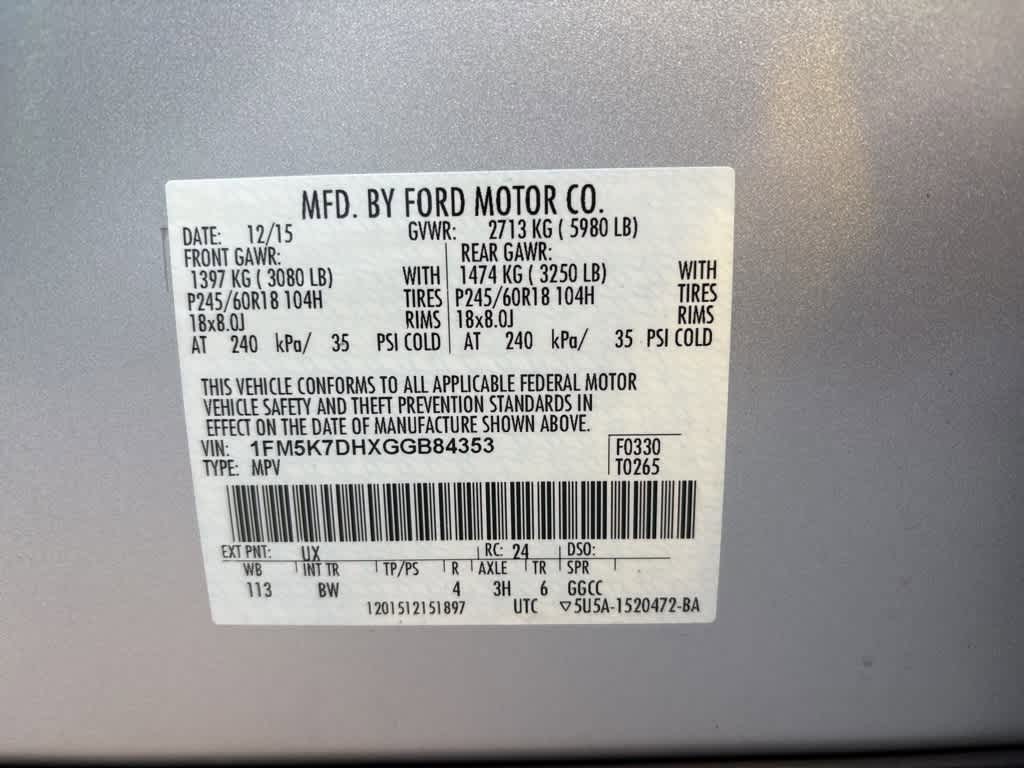 MFD. BY FORD MOTOR CO.
DATE: 12/15 GVWR: 2713 KG ( 5980 LB)
FRONT GAWR: REAR GAWR:
1397 KG ( 3080 LB) WITH 1474 KG ( 3250 LB) WITH
P245/60R18 104H TIRES P245/60R18 104H TIRES
18x8.0J RIMS 18x8.0J RIMS
AT 240 kPa/ 35 PSI COLD AT 240 kPa/ 35 PSI COLD
THIS VEHICLE CONFORMS TO ALL APPLICABLE FEDERAL MOTOR
VEHICLE SAFETY AND THEFT PREVENTION STANDARDS IN
EFFECT ON THE DATE OF MANUFACTURE SHOWN ABOVE.
VIN: 1FM5K7DHXGGB84353 F0330
TYPE: MPV T0265
EXT PNT: UX RC: 24 DSO:
WB INT TR TP/PS R AXLE TR SPR
113 BW 4 3H 6 GGCC
1201512151897 UTC ▽5U5A-1520472-BA